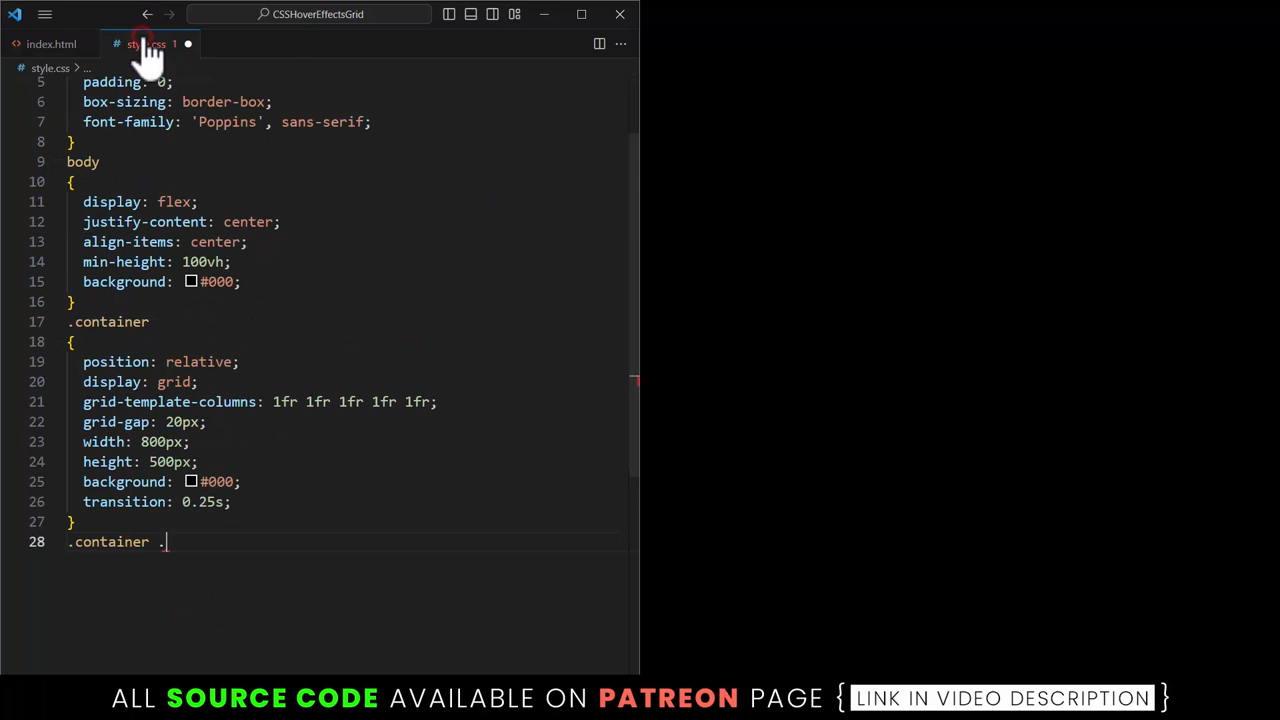 CSSHoverEffectsGrid
index.html
# style.css 1
# style.css > ...
5 padding: 0;
6 box-sizing: border-box;
7 font-family: 'Poppins', sans-serif;
8 }
9 body
10 {
11 display: flex;
12 justify-content: center;
13 align-items: center;
14 min-height: 100vh;
15 background: #000;
16 }
17 .container
18 {
19 position: relative;
20 display: grid;
21 grid-template-columns: 1fr 1fr 1fr 1fr 1fr;
22 grid-gap: 20px;
23 width: 800px;
24 height: 500px;
25 background: #000;
26 transition: 0.25s;
27 }
28 .container .
ALL SOURCE CODE AVAILABLE ON PATREON PAGE { LINK IN VIDEO DESCRIPTION }